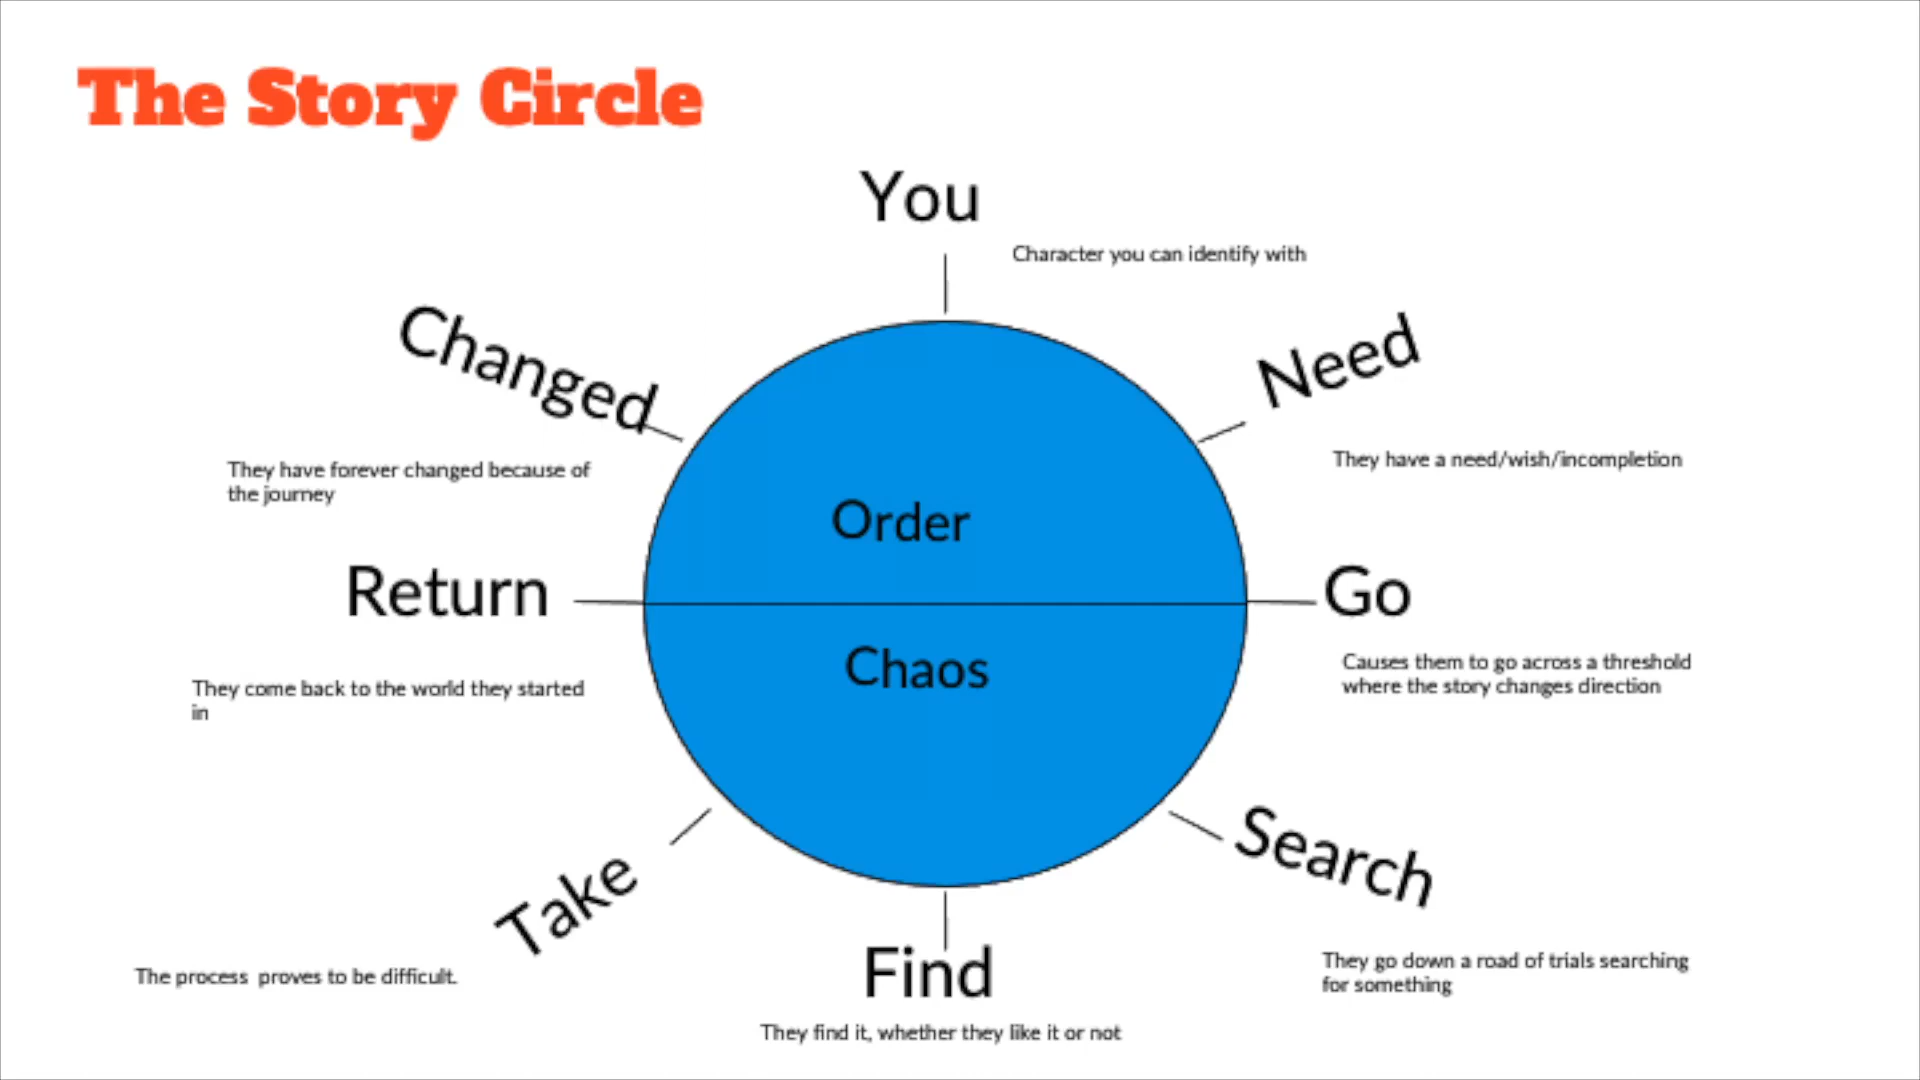 The Story Circle
You
Character you can identify with
Need
They have a need/wish/incompletion
Go
Causes them to go across a threshold
where the story changes direction
Search
They go down a road of trials searching
for something
Find
They find it, whether they like it or not
Take
The process  proves to be difficult.
Return
They come back to the world they started
in
Changed
They have forever changed because of
the journey
Order
Chaos